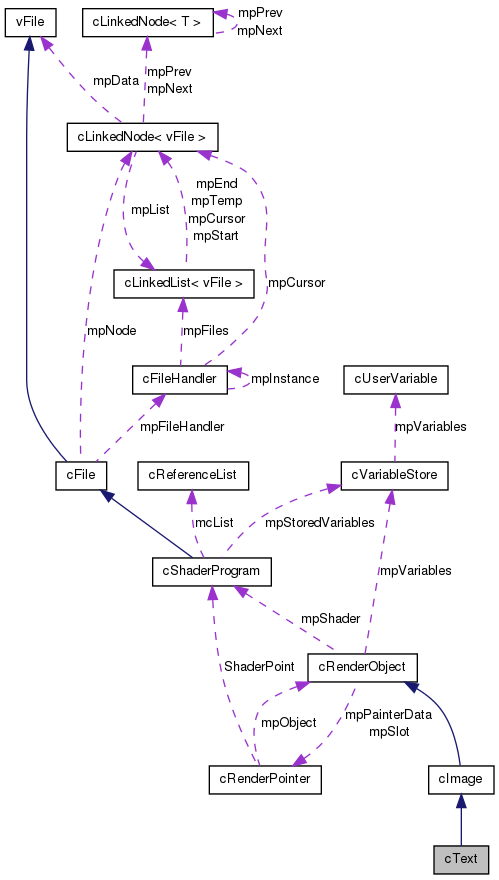 vFile
cLinkedNode< T >
mpPrev
mpNext
mpData
mpPrev
mpNext
cLinkedNode< vFile >
mpList
mpEnd
mpTemp
mpCursor
mpStart
cLinkedList< vFile >
mpCursor
mpNode
mpFiles
cFileHandler
mpInstance
cUserVariable
mpFileHandler
mpVariables
cFile
cReferenceList
cVariableStore
mcList
mpStoredVariables
cShaderProgram
mpVariables
mpShader
ShaderPoint
cRenderObject
mpObject
mpPainterData
mpSlot
cRenderPointer
cImage
cText